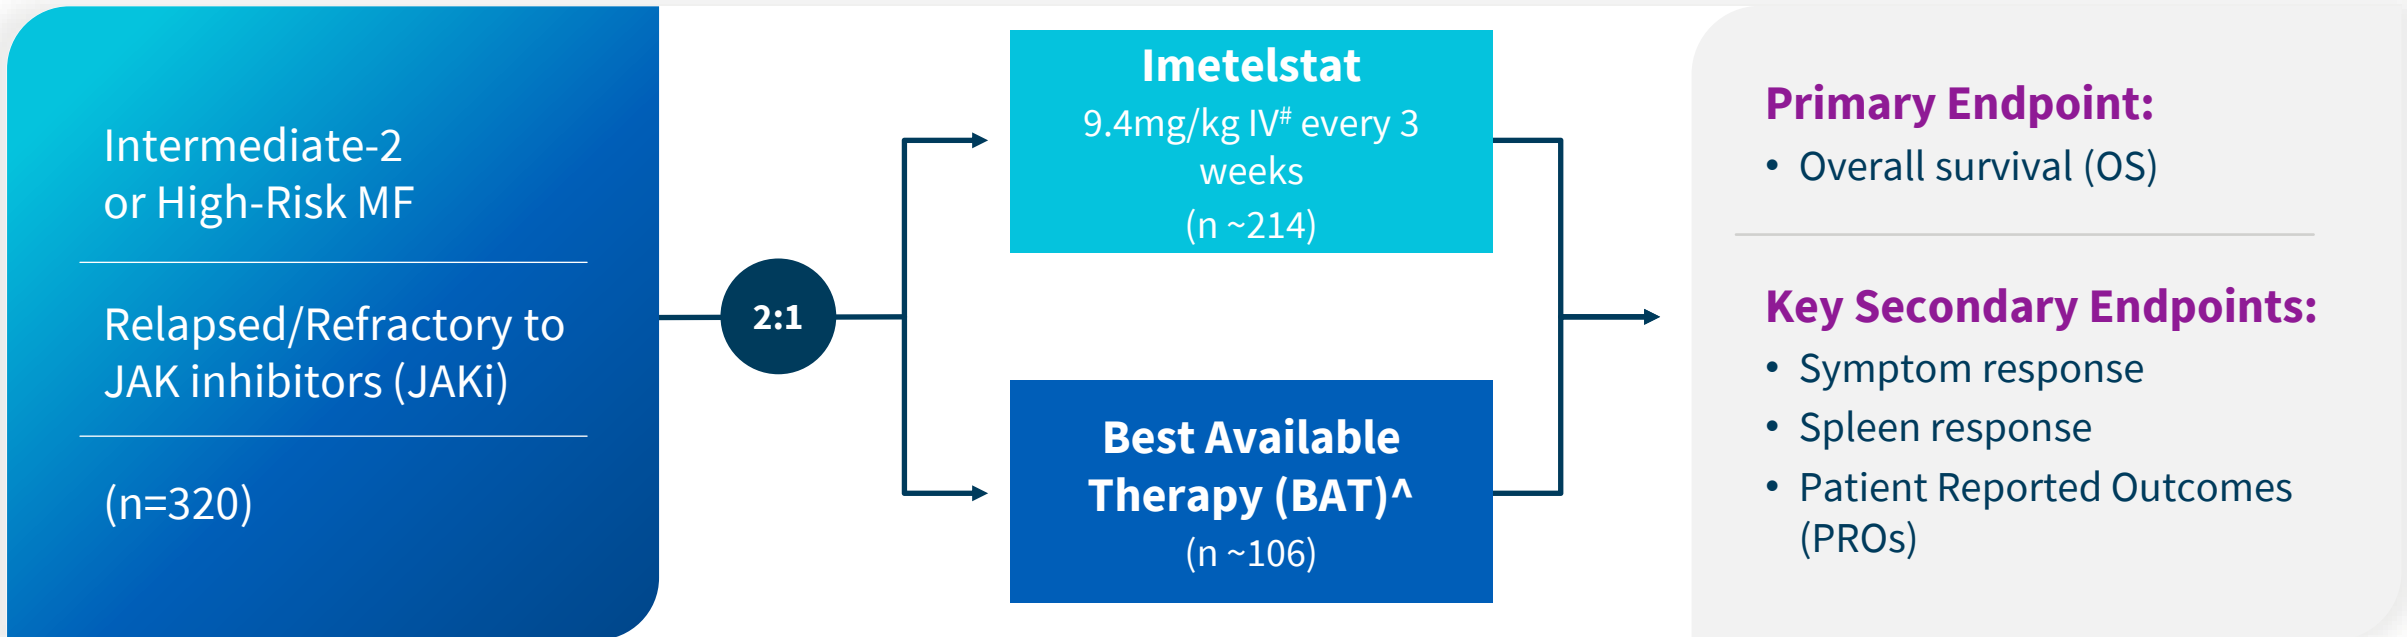 Intermediate-2
or High-Risk MF
Relapsed/Refractory to
JAK inhibitors (JAKi)
(n=320)
2:1
Imetelstat
9.4mg/kg IV# every 3
weeks
(n ~214)
Best Available
Therapy (BAT)^
(n ~106)
Primary Endpoint:
• Overall survival (OS)
Key Secondary Endpoints:
• Symptom response
• Spleen response
• Patient Reported Outcomes
(PROs)